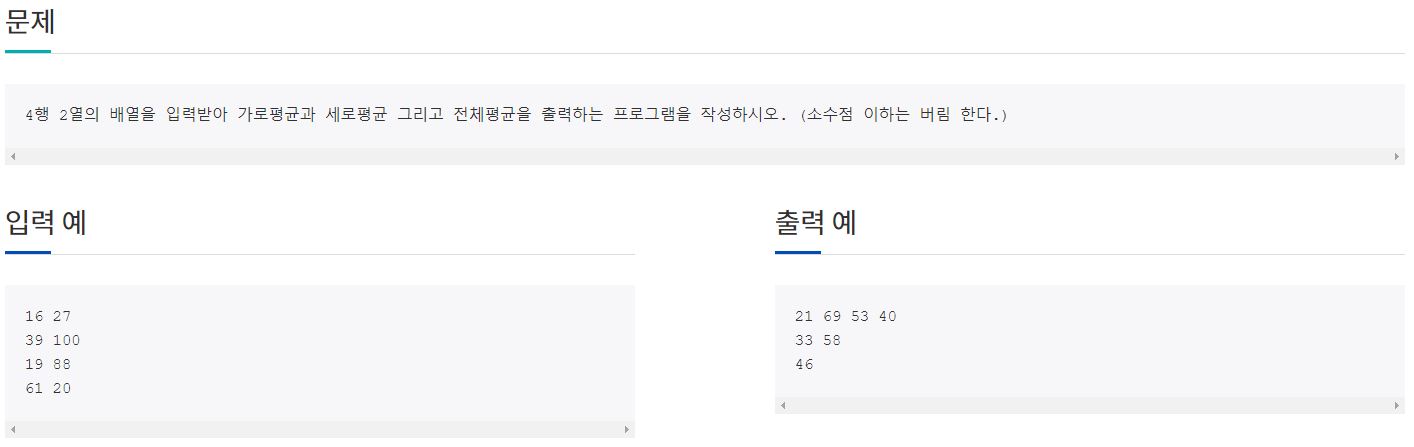 문제
4행 2열의 배열을 입력받아 가로평균과 세로평균 그리고 전체평균을 출력하는 프로그램을 작성하시오. (소수점 이하는 버림 한다.)
입력 예
16 27
39 100
19 88
61 20
출력 예
21 69 53 40
33 58
46